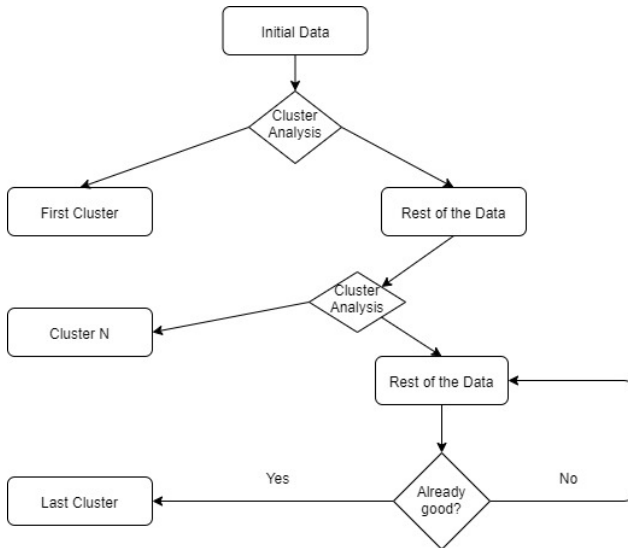 Initial Data
Cluster
Analysis
First Cluster
Rest of the Data
Cluster
Analysis
Cluster N
Rest of the Data
Yes
No
Last Cluster
Already
good?